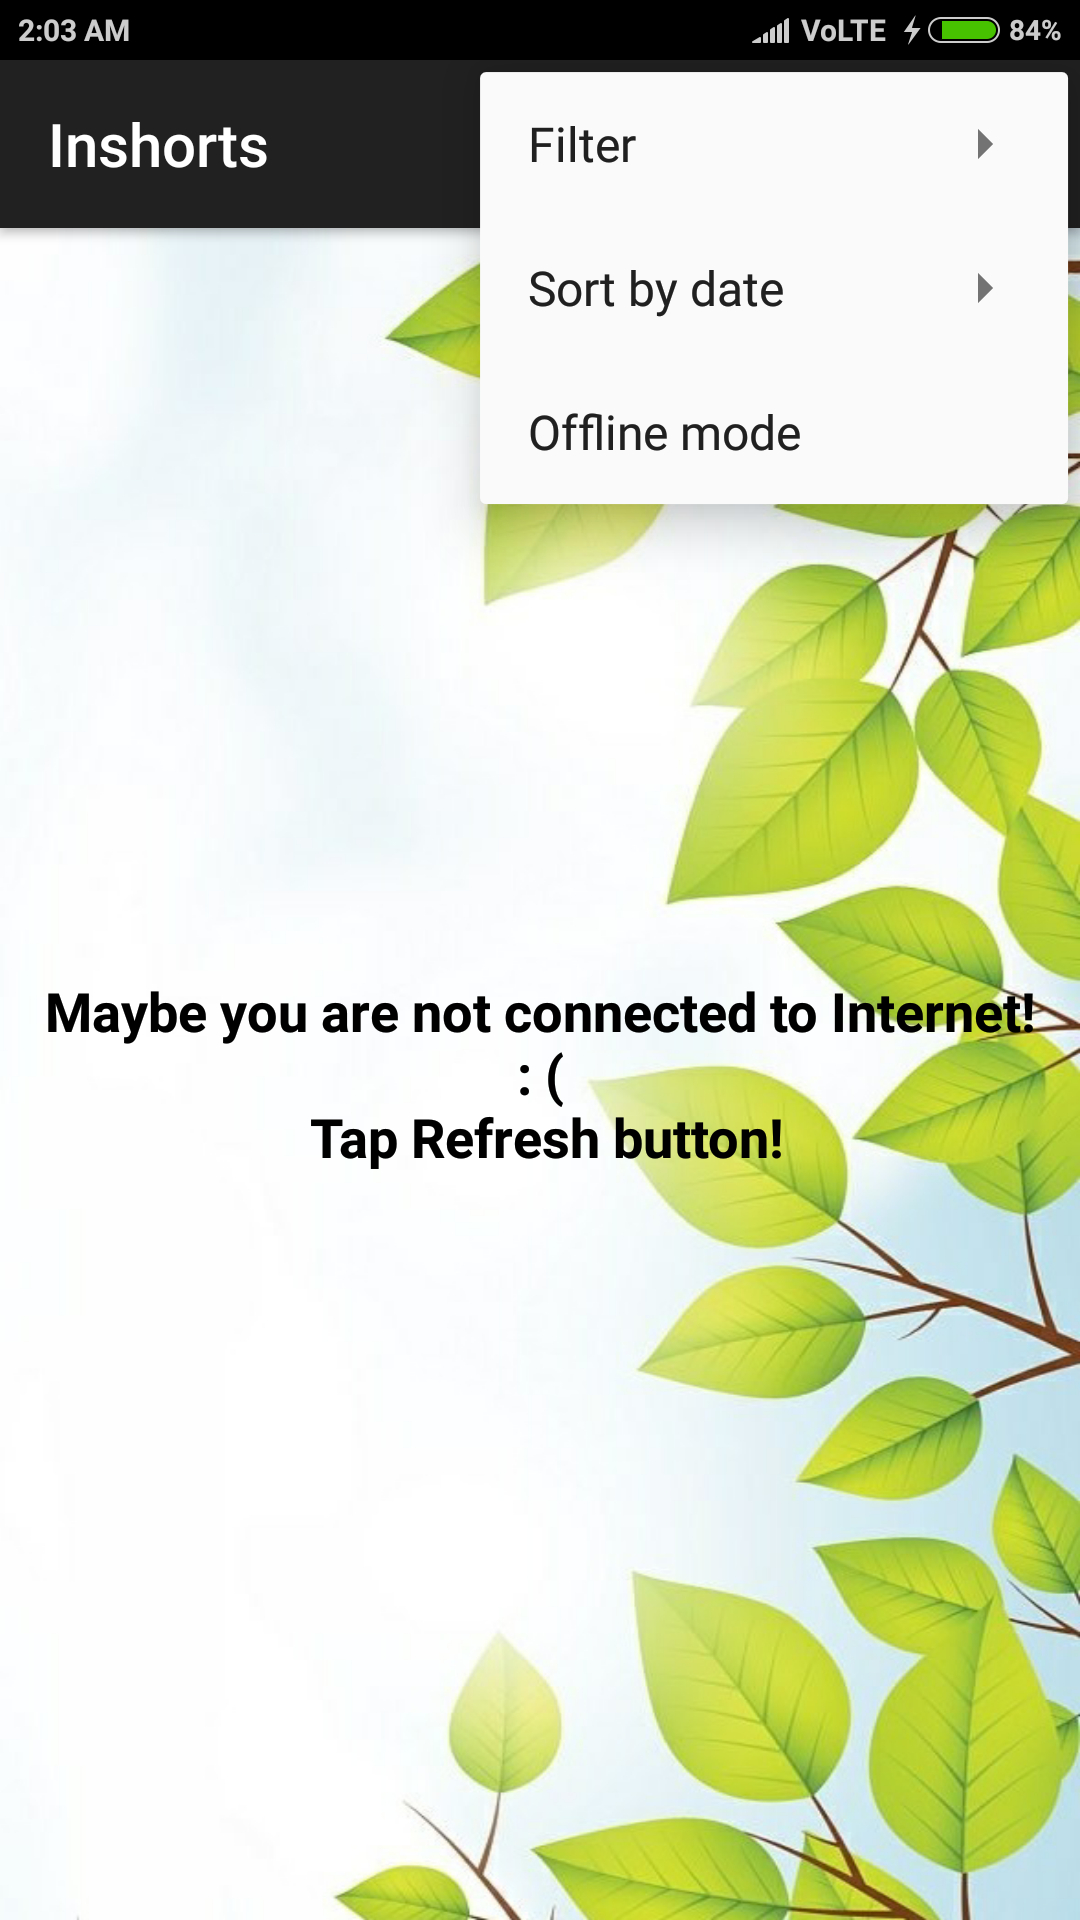 2:03 AM VoLTE 84%
Inshorts
Filter
Sort by date
Offline mode
Maybe you are not connected to Internet!
: (
Tap Refresh button!